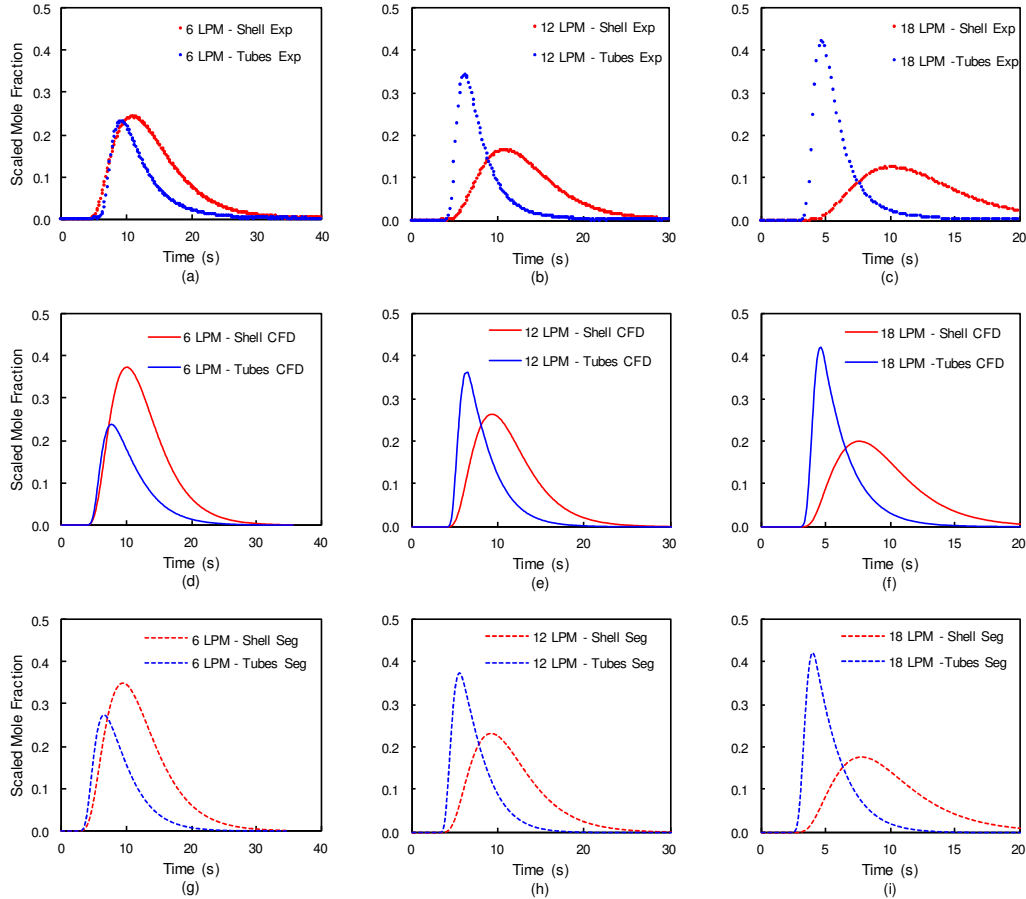 0.5
0.4
0.3
0.2
0.1
0.0
Scaled Mole Fraction
6 LPM - Shell Exp
6 LPM - Tubes Exp
0 10 20 30 40
Time (s)
(a)
0.5
0.4
0.3
0.2
0.1
0.0
12 LPM - Shell Exp
12 LPM - Tubes Exp
0 10 20 30
Time (s)
(b)
0.5
0.4
0.3
0.2
0.1
0.0
18 LPM - Shell Exp
18 LPM -Tubes Exp
0 5 10 15 20
Time (s)
(c)
0.5
0.4
0.3
0.2
0.1
0.0
Scaled Mole Fraction
6 LPM - Shell CFD
6 LPM - Tubes CFD
0 10 20 30 40
Time (s)
(d)
0.5
0.4
0.3
0.2
0.1
0.0
12 LPM - Shell CFD
12 LPM - Tubes CFD
0 10 20 30
Time (s)
(e)
0.5
0.4
0.3
0.2
0.1
0.0
18 LPM - Shell CFD
18 LPM -Tubes CFD
0 5 10 15 20
Time (s)
(f)
0.5
0.4
0.3
0.2
0.1
0.0
Scaled Mole Fraction
6 LPM - Shell Seg
6 LPM - Tubes Seg
0 10 20 30 40
Time (s)
(g)
0.5
0.4
0.3
0.2
0.1
0.0
12 LPM - Shell Seg
12 LPM - Tubes Seg
0 10 20 30
Time (s)
(h)
0.5
0.4
0.3
0.2
0.1
0.0
18 LPM - Shell Seg
18 LPM -Tubes Seg
0 5 10 15 20
Time (s)
(i)